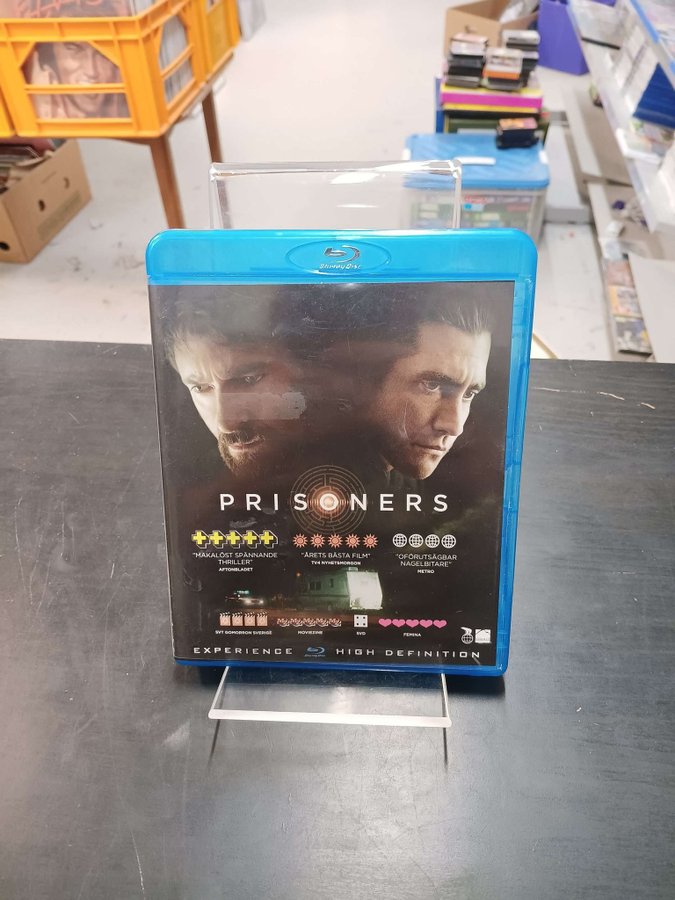 Blu-ray Disc
PRISONERS
"MAKALÖST SPÄNNANDE
THRILLER"
AFTONBLADET
"ÅRETS BÄSTA FILM"
TV4 NYHETSMORGON
"OFÖRUTSÄGBAR
NAGELBITARE"
METRO
SVT GOMORRON SVERIGE
MOVIEZINE
SVD
FEMINA
EXPERIENCE HIGH DEFINITION